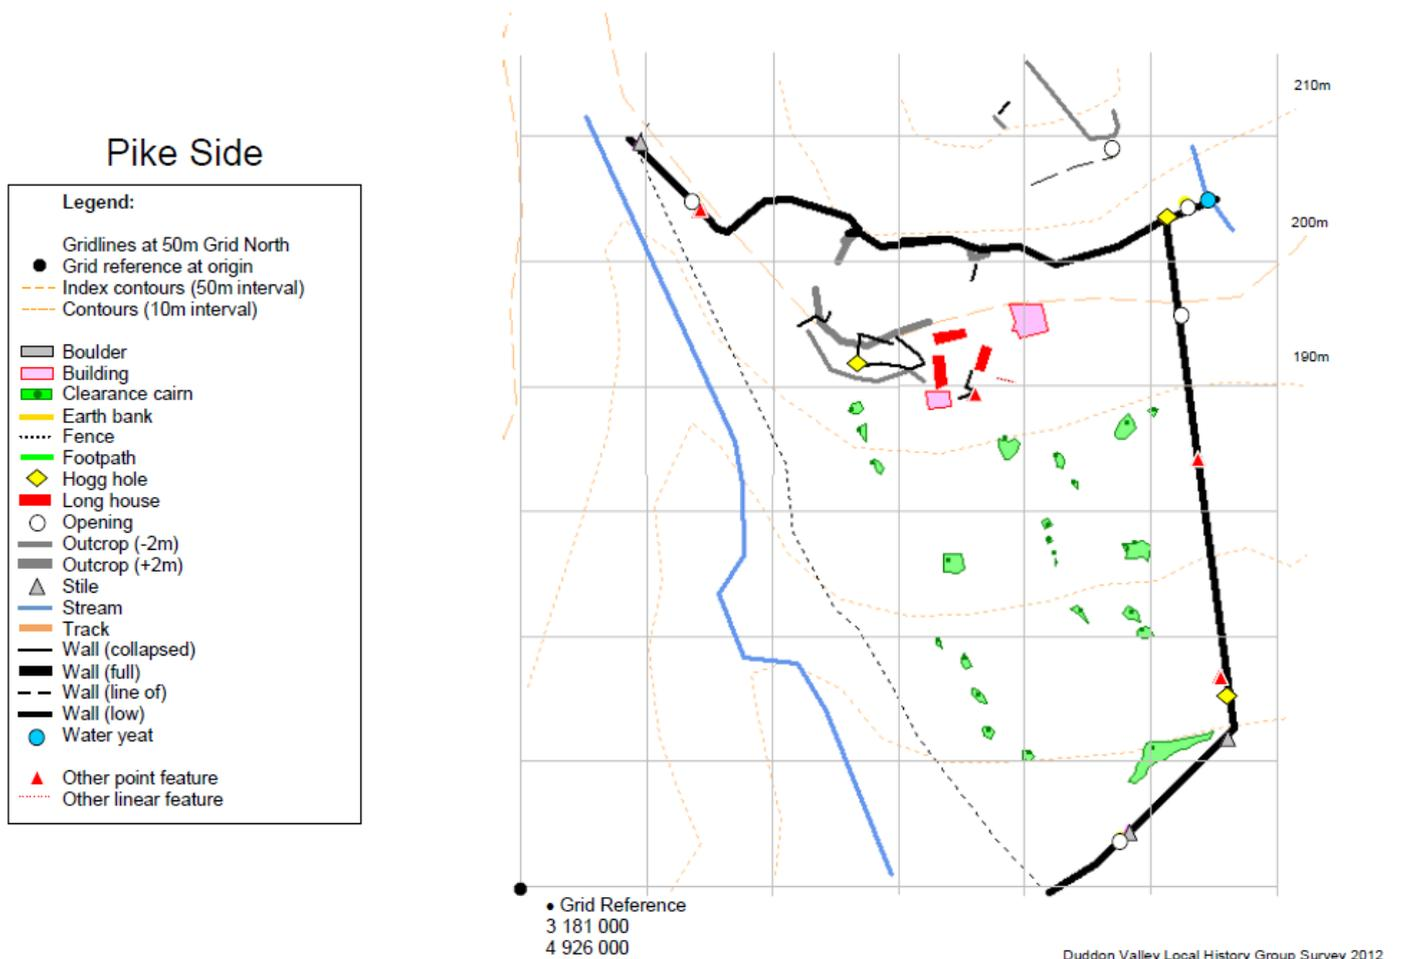 Pike Side
Legend:
Gridlines at 50m Grid North
Grid reference at origin
Index contours (50m interval)
Contours (10m interval)
Boulder
Building
Clearance cairn
Earth bank
Fence
Footpath
Hogg hole
Long house
Opening
Outcrop (-2m)
Outcrop (+2m)
Stile
Stream
Track
Wall (collapsed)
Wall (full)
Wall (line of)
Wall (low)
Water yeat
Other point feature
Other linear feature
210m
200m
190m
• Grid Reference
3 181 000
4 926 000
Duddon Valley Local History Group Survey 2012